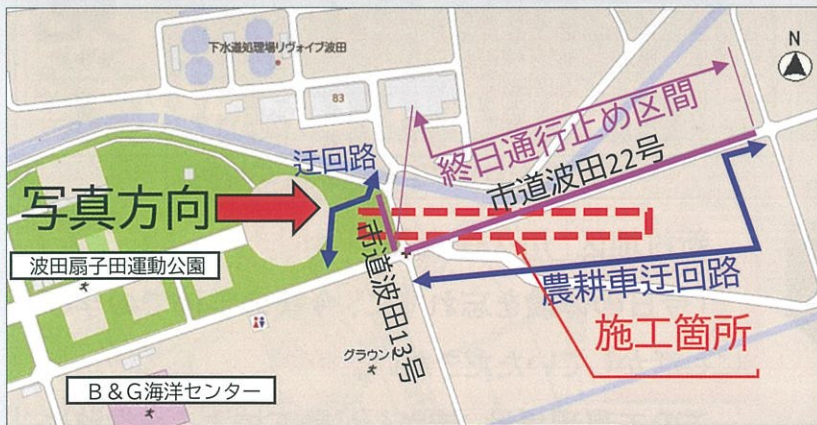 下水道処理場リヴォイブ波田
83
N
終日通行止め区間
迂回路
市道波田22号
写真方向
波田扇子田運動公園
市道波田13号
農耕車迂回路
施工箇所
グラウンド
B&G海洋センター